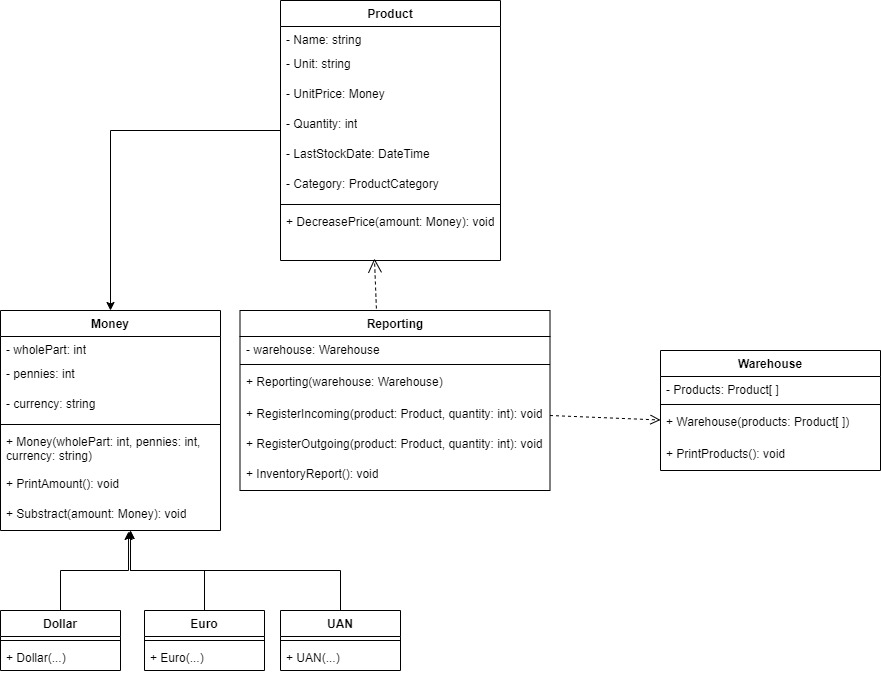 Product
- Name: string
- Unit: string
- UnitPrice: Money
- Quantity: int
- LastStockDate: DateTime
- Category: ProductCategory
+ DecreasePrice(amount: Money): void
Money
- wholePart: int
- pennies: int
- currency: string
+ Money(wholePart: int, pennies: int,
currency: string)
+ PrintAmount(): void
+ Substract(amount: Money): void
Reporting
- warehouse: Warehouse
+ Reporting(warehouse: Warehouse)
+ RegisterIncoming(product: Product, quantity: int): void
+ RegisterOutgoing(product: Product, quantity: int): void
+ InventoryReport(): void
Warehouse
- Products: Product[ ]
+ Warehouse(products: Product[ ])
+ PrintProducts(): void
Dollar
+ Dollar(...)
Euro
+ Euro(...)
UAN
+ UAN(...)